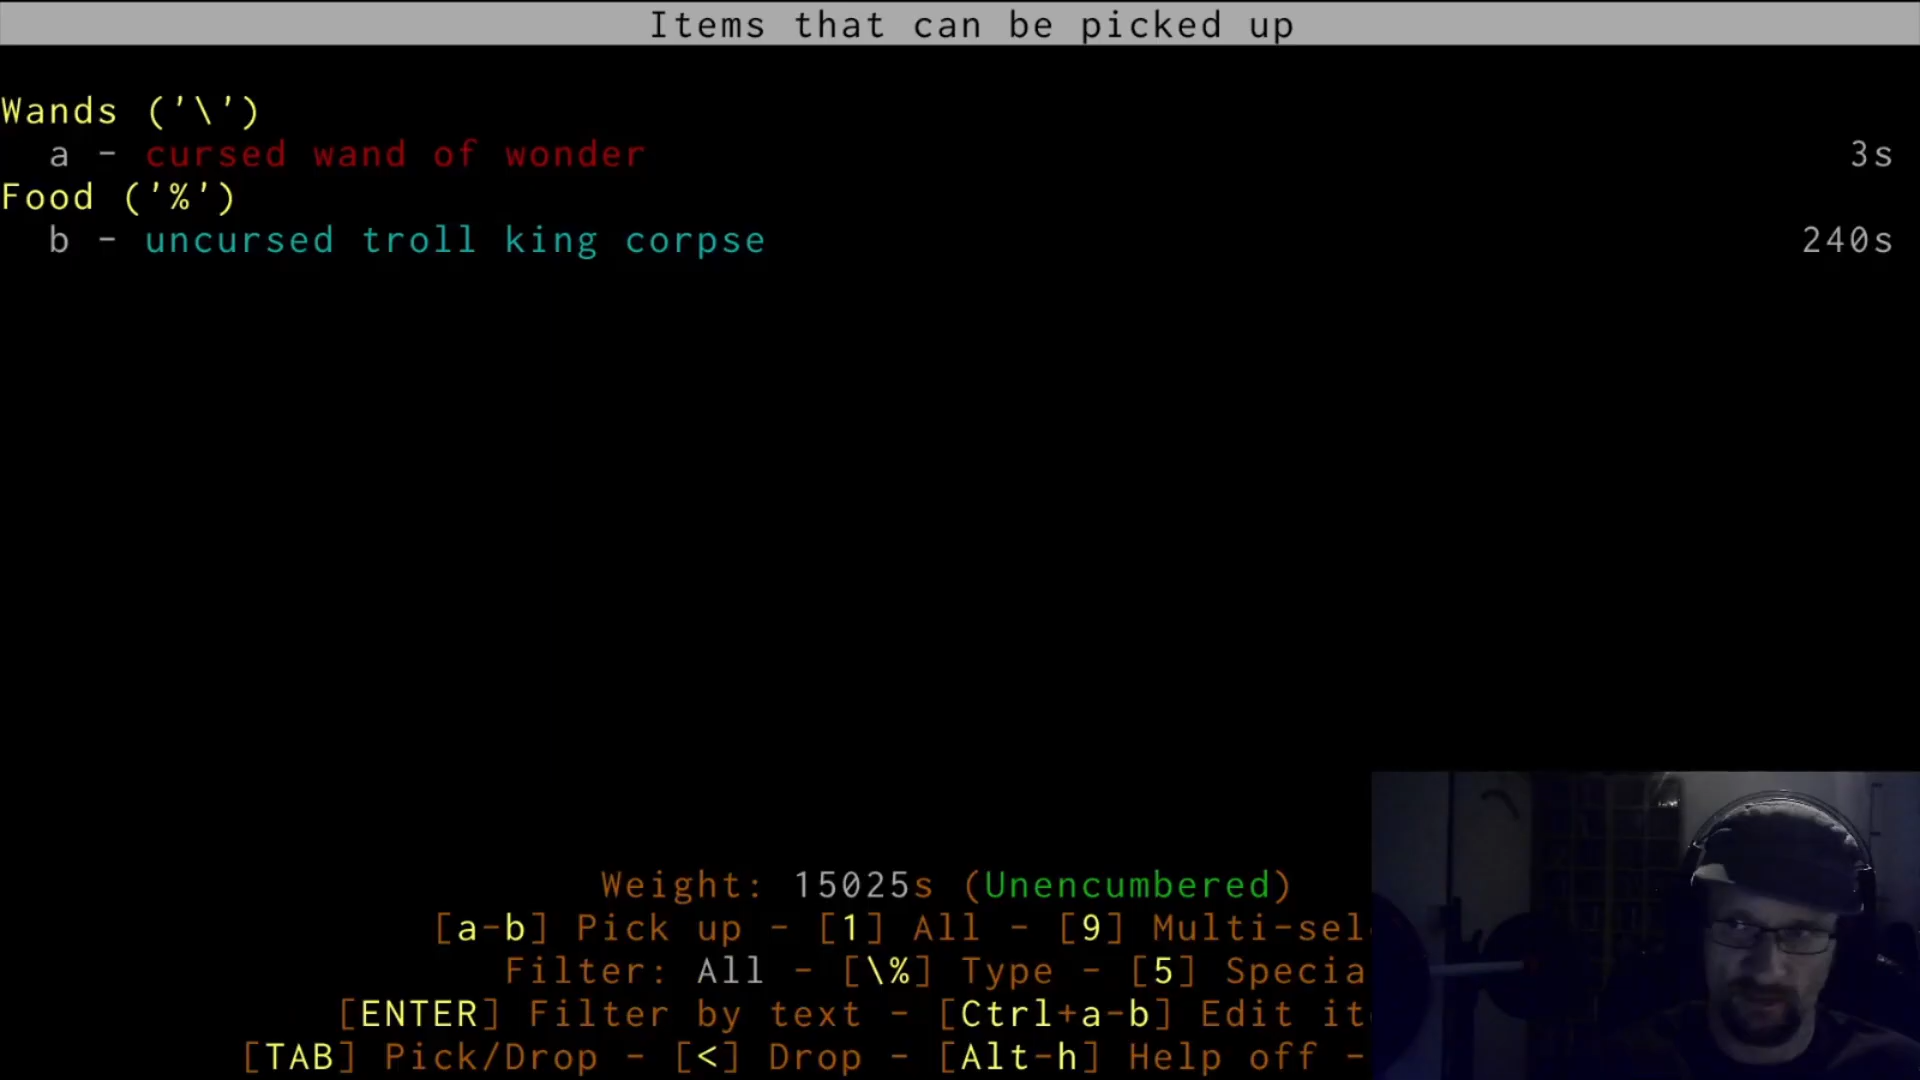 Items that can be picked up
Wands ('\')
a - cursed wand of wonder 3s
Food ('%')
b - uncursed troll king corpse 240s
Weight: 15025s (Unencumbered)
[a-b] Pick up - [1] All - [9] Multi-sel
Filter: All - [\%] Type - [5] Specia
[ENTER] Filter by text - [Ctrl+a-b] Edit it
[TAB] Pick/Drop - [<] Drop - [Alt-h] Help off -